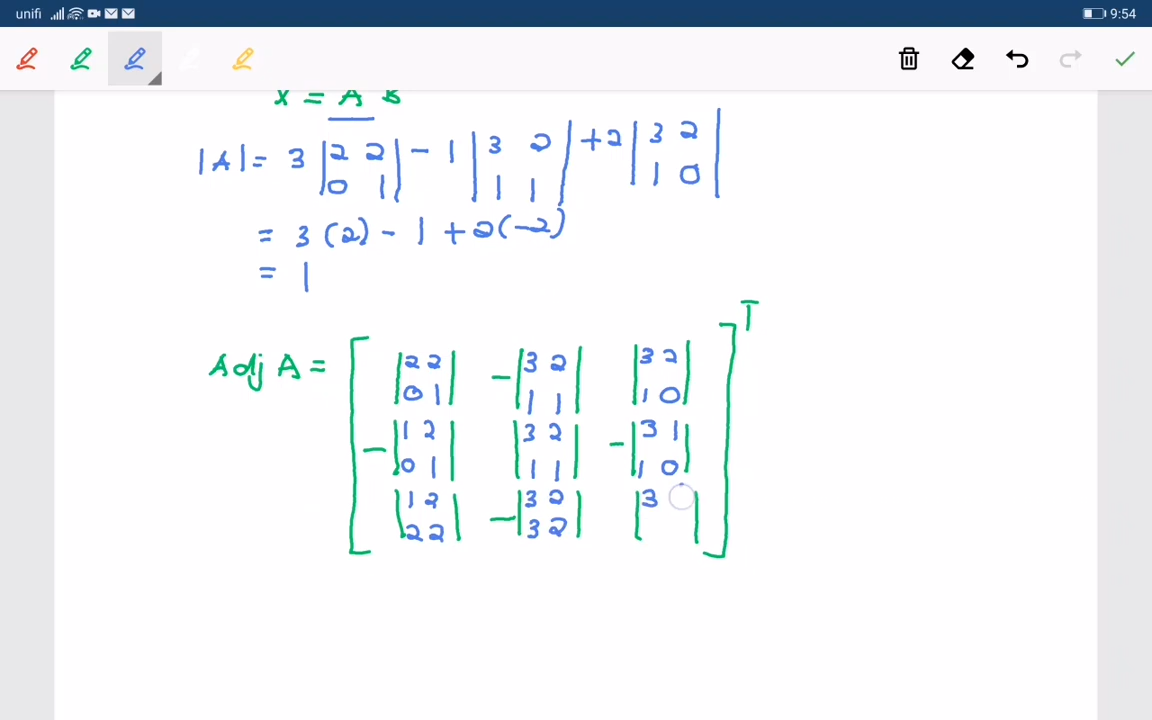 unifi 9:54
X = A B
|A| = 3 |2 2| - 1 |3 2| + 2 |3 2|
|0 1| |1 1| |1 0|
= 3 (2) - 1 + 2(-2)
= 1
Adj A = [ |2 2| -|3 2| |3 2| ]T
|0 1| |1 1| |1 0|
-|1 2| |3 2| -|3 1|
|0 1| |1 1| |1 0|
|1 2| -|3 2| |3 |
|2 2| |3 2| | |